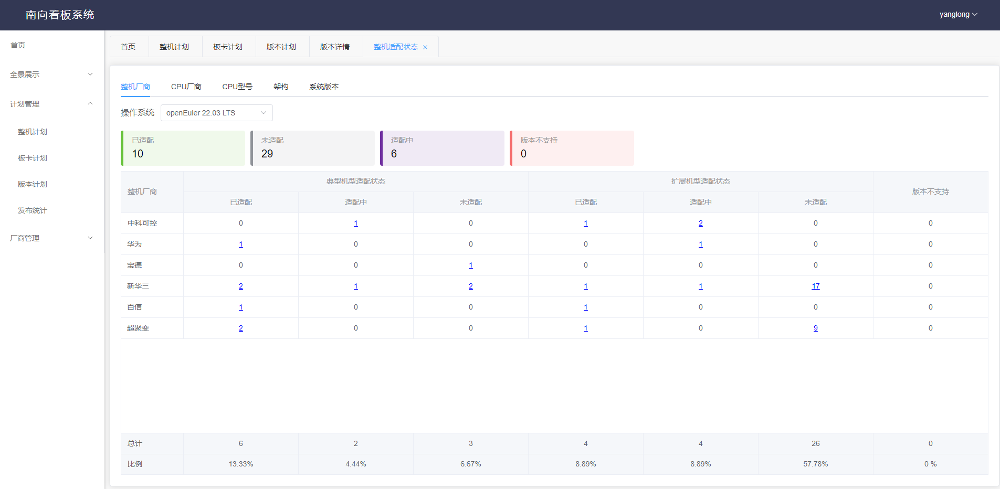 南向看板系统
yanglong
首页
全景展示
计划管理
整机计划
板卡计划
版本计划
发布统计
厂商管理
首页 整机计划 板卡计划 版本计划 版本详情 整机适配状态
整机厂商 CPU厂商 CPU型号 架构 系统版本
操作系统 openEuler 22.03 LTS
已适配 未适配 适配中 版本不支持
10 29 6 0
整机厂商 典型机型适配状态 扩展机型适配状态 版本不支持
已适配 适配中 未适配 已适配 适配中 未适配
中科可控 0 1 0 1 2 0 0
华为 1 0 0 0 1 0 0
宝德 0 0 1 0 0 0 0
新华三 2 1 2 1 1 17 0
百信 1 0 0 1 0 0 0
超聚变 2 0 0 1 0 9 0
总计 6 2 3 4 4 26 0
比例 13.33% 4.44% 6.67% 8.89% 8.89% 57.78% 0 %